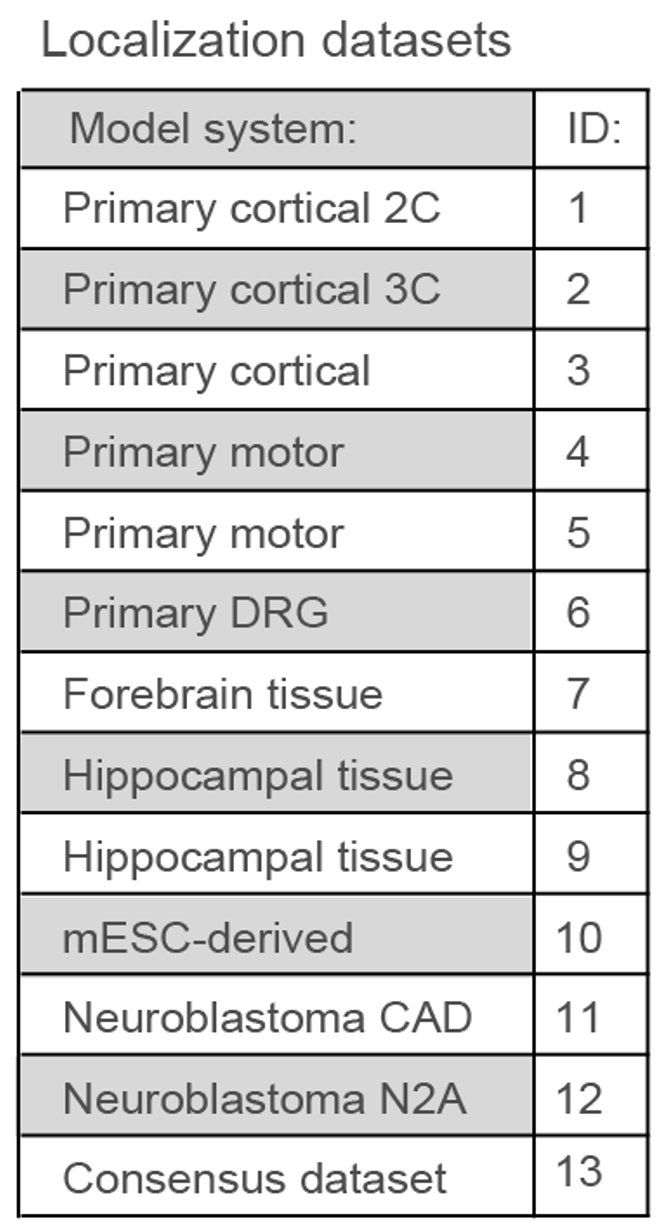 Localization datasets
Model system: ID:
Primary cortical 2C 1
Primary cortical 3C 2
Primary cortical 3
Primary motor 4
Primary motor 5
Primary DRG 6
Forebrain tissue 7
Hippocampal tissue 8
Hippocampal tissue 9
mESC-derived 10
Neuroblastoma CAD 11
Neuroblastoma N2A 12
Consensus dataset 13